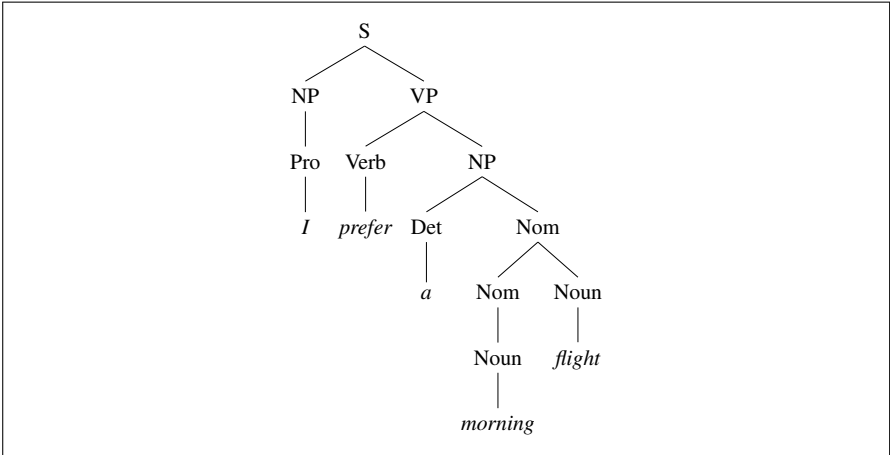 S
NP VP
Pro Verb NP
I prefer Det Nom
a Nom Noun
Noun flight
morning